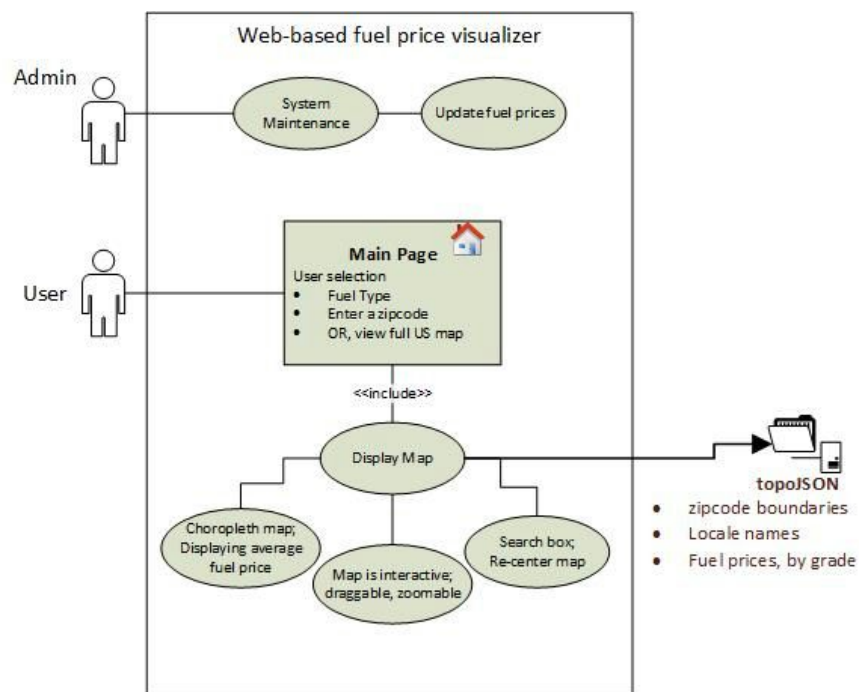 Web-based fuel price visualizer
Admin
System
Maintenance
Update fuel prices
Main Page
User selection
• Fuel Type
• Enter a zipcode
• OR, view full US map
User
<<include>>
Display Map
Choropleth map;
Displaying average
fuel price
Map is interactive;
draggable, zoomable
Search box;
Re-center map
topoJSON
• zipcode boundaries
• Locale names
• Fuel prices, by grade